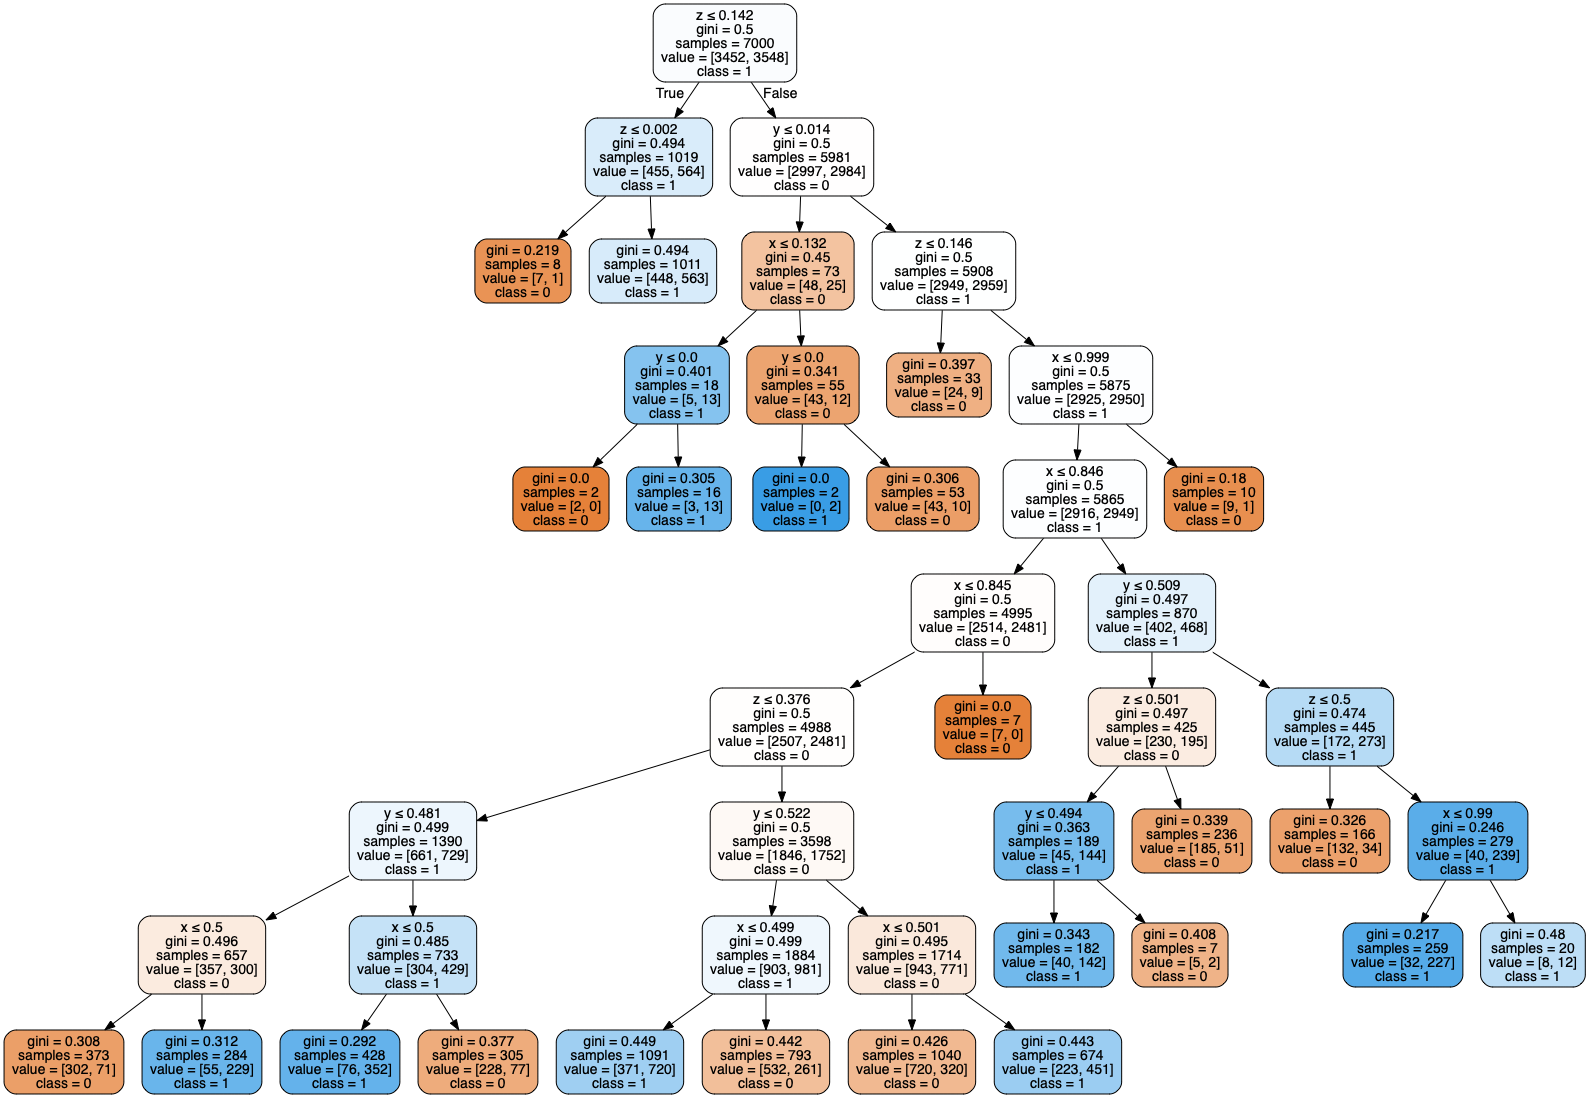 z ≤ 0.142
gini = 0.5
samples = 7000
value = [3452, 3548]
class = 1
True
False
z ≤ 0.002
gini = 0.494
samples = 1019
value = [455, 564]
class = 1
y ≤ 0.014
gini = 0.5
samples = 5981
value = [2997, 2984]
class = 0
gini = 0.219
samples = 8
value = [7, 1]
class = 0
gini = 0.494
samples = 1011
value = [448, 563]
class = 1
x ≤ 0.132
gini = 0.45
samples = 73
value = [48, 25]
class = 0
z ≤ 0.146
gini = 0.5
samples = 5908
value = [2949, 2959]
class = 1
y ≤ 0.0
gini = 0.401
samples = 18
value = [5, 13]
class = 1
y ≤ 0.0
gini = 0.341
samples = 55
value = [43, 12]
class = 0
gini = 0.397
samples = 33
value = [24, 9]
class = 0
x ≤ 0.999
gini = 0.5
samples = 5875
value = [2925, 2950]
class = 1
gini = 0.0
samples = 2
value = [2, 0]
class = 0
gini = 0.305
samples = 16
value = [3, 13]
class = 1
gini = 0.0
samples = 2
value = [0, 2]
class = 1
gini = 0.306
samples = 53
value = [43, 10]
class = 0
x ≤ 0.846
gini = 0.5
samples = 5865
value = [2916, 2949]
class = 1
gini = 0.18
samples = 10
value = [9, 1]
class = 0
x ≤ 0.845
gini = 0.5
samples = 4995
value = [2514, 2481]
class = 0
y ≤ 0.509
gini = 0.497
samples = 870
value = [402, 468]
class = 1
z ≤ 0.376
gini = 0.5
samples = 4988
value = [2507, 2481]
class = 0
gini = 0.0
samples = 7
value = [7, 0]
class = 0
z ≤ 0.501
gini = 0.497
samples = 425
value = [230, 195]
class = 0
z ≤ 0.5
gini = 0.474
samples = 445
value = [172, 273]
class = 1
y ≤ 0.481
gini = 0.499
samples = 1390
value = [661, 729]
class = 1
y ≤ 0.522
gini = 0.5
samples = 3598
value = [1846, 1752]
class = 0
y ≤ 0.494
gini = 0.363
samples = 189
value = [45, 144]
class = 1
gini = 0.339
samples = 236
value = [185, 51]
class = 0
gini = 0.326
samples = 166
value = [132, 34]
class = 0
x ≤ 0.99
gini = 0.246
samples = 279
value = [40, 239]
class = 1
x ≤ 0.5
gini = 0.496
samples = 657
value = [357, 300]
class = 0
x ≤ 0.5
gini = 0.485
samples = 733
value = [304, 429]
class = 1
x ≤ 0.499
gini = 0.499
samples = 1884
value = [903, 981]
class = 1
x ≤ 0.501
gini = 0.495
samples = 1714
value = [943, 771]
class = 0
gini = 0.343
samples = 182
value = [40, 142]
class = 1
gini = 0.408
samples = 7
value = [5, 2]
class = 0
gini = 0.217
samples = 259
value = [32, 227]
class = 1
gini = 0.48
samples = 20
value = [8, 12]
class = 1
gini = 0.308
samples = 373
value = [302, 71]
class = 0
gini = 0.312
samples = 284
value = [55, 229]
class = 1
gini = 0.292
samples = 428
value = [76, 352]
class = 1
gini = 0.377
samples = 305
value = [228, 77]
class = 0
gini = 0.449
samples = 1091
value = [371, 720]
class = 1
gini = 0.442
samples = 793
value = [532, 261]
class = 0
gini = 0.426
samples = 1040
value = [720, 320]
class = 0
gini = 0.443
samples = 674
value = [223, 451]
class = 1